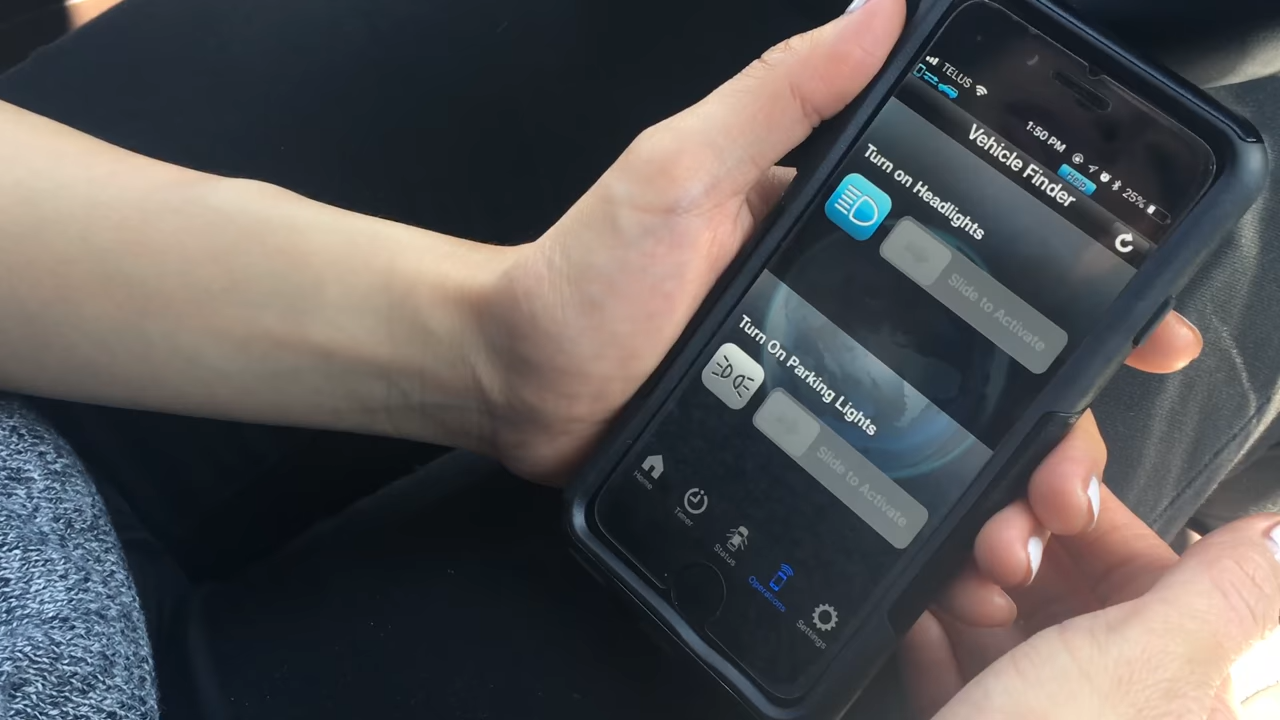 TELUS
1:50 PM
25%
Vehicle Finder
Help
Turn on Headlights
Slide to Activate
Turn On Parking Lights
Slide to Activate
Home
Timer
Status
Operations
Settings